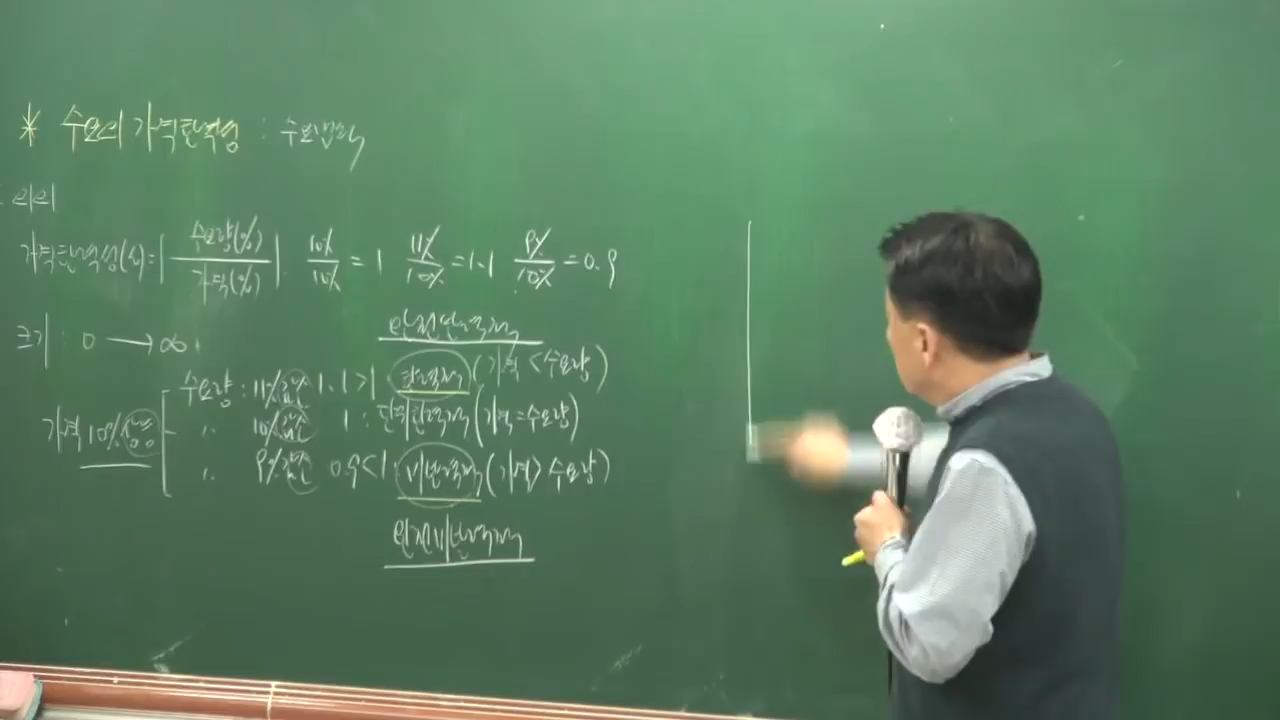 * 수요의 가격탄력성 : 수요법칙
의의
가격탄력성(서)=| 수요량(%) / 가격(%) | 10% / 10% = 1 11% / 10% = 1.1 9% / 10% = 0.9
크기 : 0 → ∞
완전탄력적
수요량 : 11%감소 1.1>1 탄력적 (가격 < 수요량)
가격 10%상승 〃 10%감소 1 : 단위탄력적 (가격=수요량)
〃 9%감소 0.9<1 : 비탄력적 (가격> 수요량)
완전비탄력적